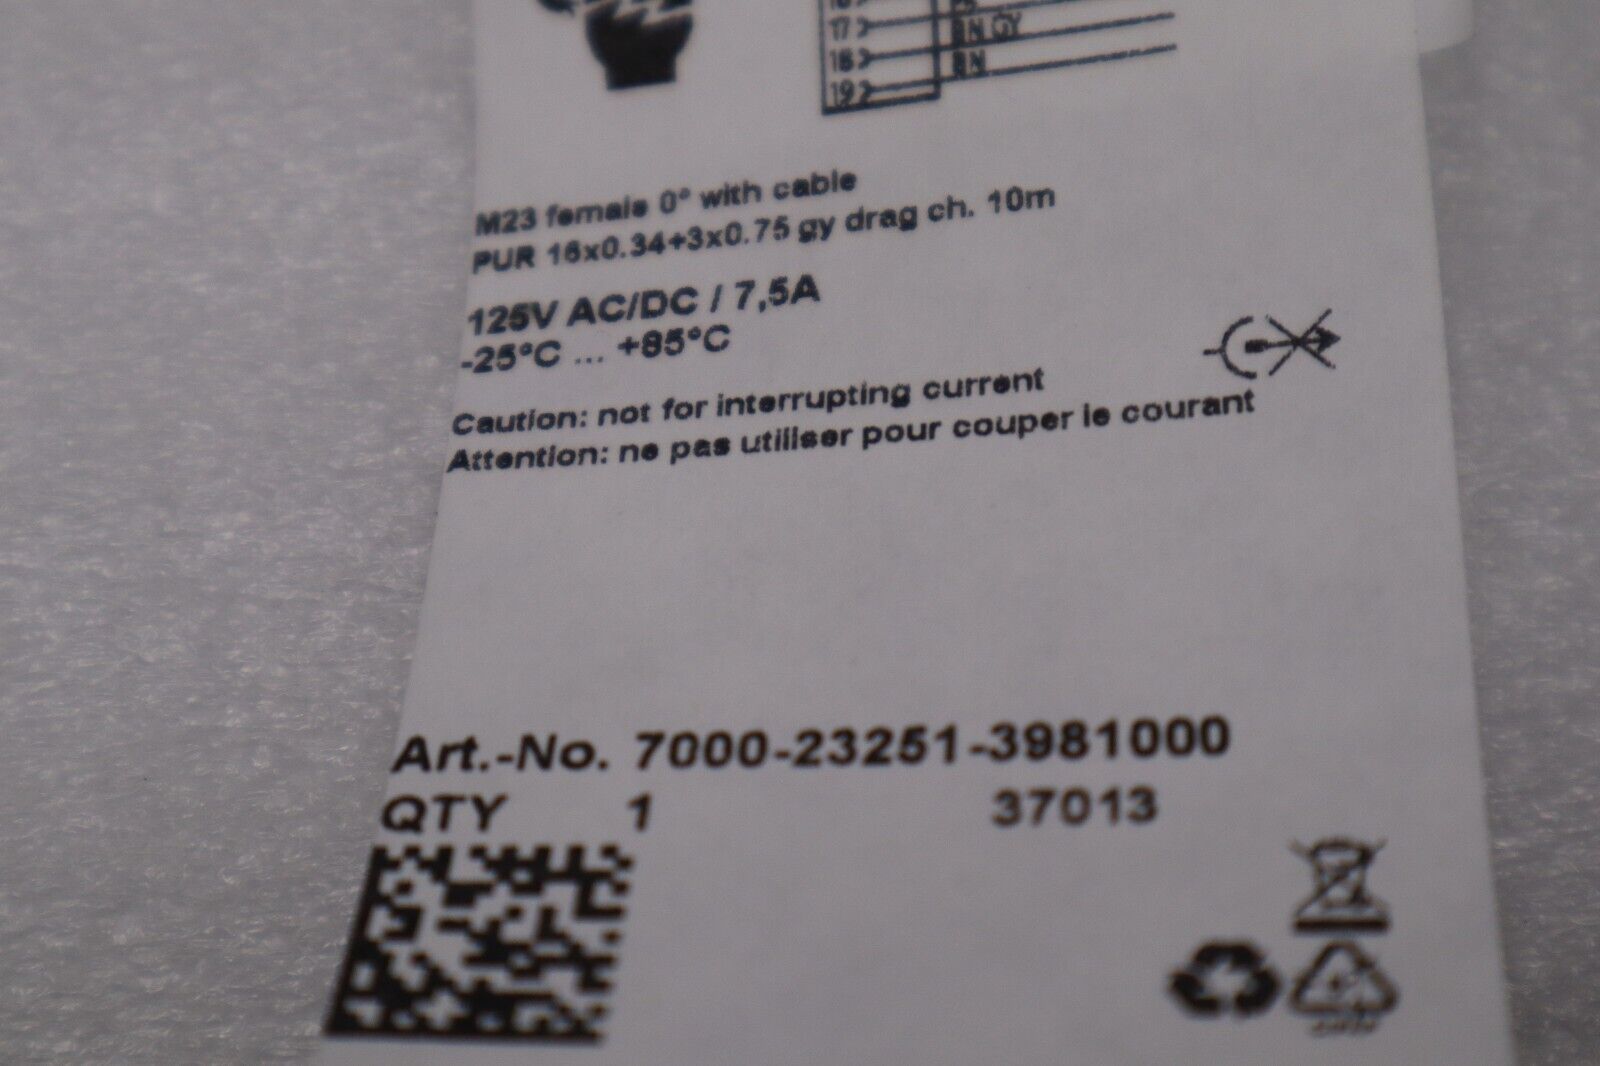 17 BN GY
18 BN
19
M23 female 0° with cable
PUR 16x0.34+3x0.75 gy drag ch. 10m
125V AC/DC / 7,5A
-25°C ... +85°C
Caution: not for interrupting current
Attention: ne pas utiliser pour couper le courant
Art.-No. 7000-23251-3981000
QTY 1 37013